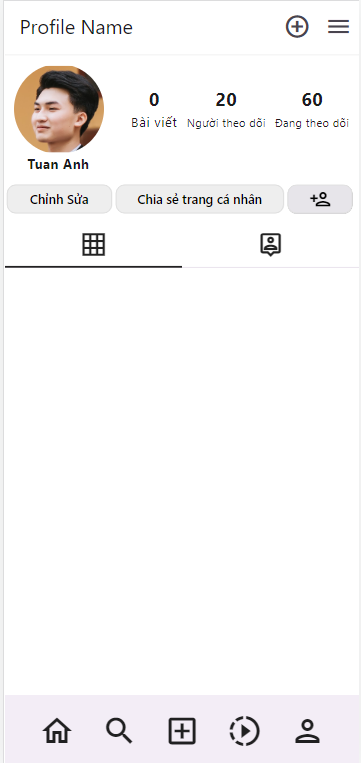 Profile Name
0 20 60
Bài viết Người theo dõi Đang theo dõi
Tuan Anh
Chỉnh Sửa Chia sẻ trang cá nhân